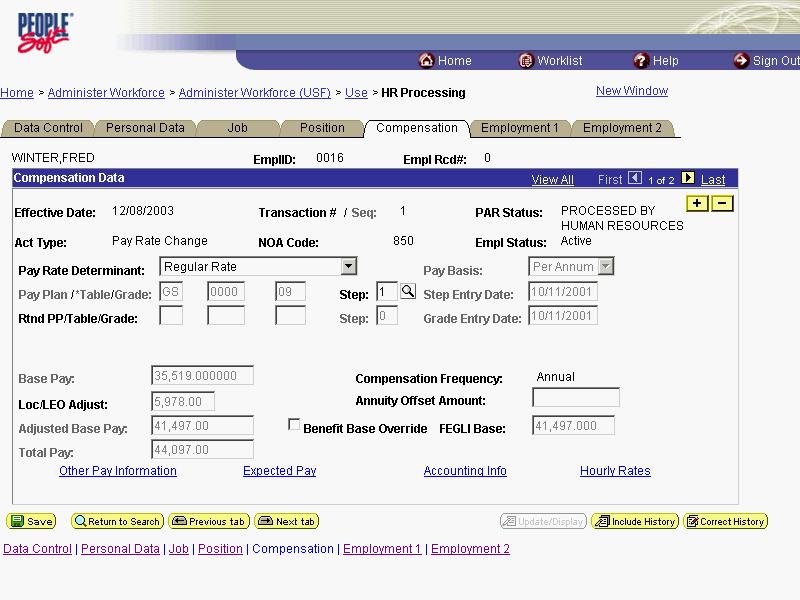 PEOPLE
Soft
Home Worklist Help Sign Out
Home > Administer Workforce > Administer Workforce (USF) > Use > HR Processing New Window
Data Control Personal Data Job Position Compensation Employment 1 Employment 2
WINTER,FRED EmplID: 0016 Empl Rcd#: 0
Compensation Data View All First 1 of 2 Last
Effective Date: 12/08/2003 Transaction # / Seq: 1 PAR Status: PROCESSED BY HUMAN RESOURCES + −
Act Type: Pay Rate Change NOA Code: 850 Empl Status: Active
Pay Rate Determinant: Regular Rate Pay Basis: Per Annum
Pay Plan /*Table/Grade: GS 0000 09 Step: 1 Step Entry Date: 10/11/2001
Rtnd PP/Table/Grade: Step: 0 Grade Entry Date: 10/11/2001
Base Pay: 35,519.000000 Compensation Frequency: Annual
Loc/LEO Adjust: 5,978.00 Annuity Offset Amount:
Adjusted Base Pay: 41,497.00 Benefit Base Override FEGLI Base: 41,497.000
Total Pay: 44,097.00
Other Pay Information Expected Pay Accounting Info Hourly Rates
Save Return to Search Previous tab Next tab Update/Display Include History Correct History
Data Control | Personal Data | Job | Position | Compensation | Employment 1 | Employment 2